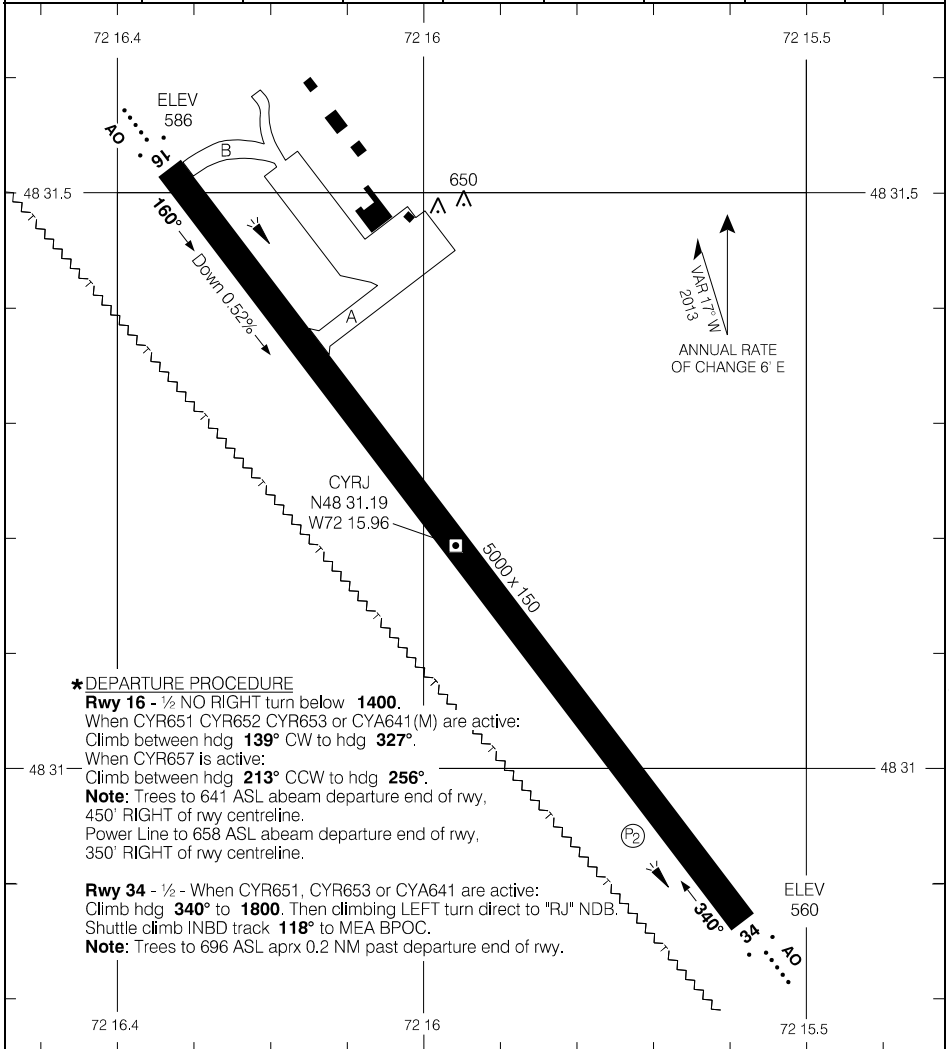 72 16.4
72 16
72 15.5
ELEV
586
AO
16
B
650
48 31.5
48 31.5
160°
Down 0.52%
A
VAR 17° W
2013
ANNUAL RATE
OF CHANGE 6' E
CYRJ
N48 31.19
W72 15.96
5000 x 150
*DEPARTURE PROCEDURE
Rwy 16 - ½ NO RIGHT turn below 1400.
When CYR651 CYR652 CYR653 or CYA641(M) are active:
Climb between hdg 139° CW to hdg 327°.
When CYR657 is active:
48 31
48 31
Climb between hdg 213° CCW to hdg 256°.
Note: Trees to 641 ASL abeam departure end of rwy,
450' RIGHT of rwy centreline.
Power Line to 658 ASL abeam departure end of rwy,
350' RIGHT of rwy centreline.
P2
Rwy 34 - ½ - When CYR651, CYR653 or CYA641 are active:
Climb hdg 340° to 1800. Then climbing LEFT turn direct to "RJ" NDB.
Shuttle climb INBD track 118° to MEA BPOC.
Note: Trees to 696 ASL aprx 0.2 NM past departure end of rwy.
340°
34
ELEV
560
AO
72 16.4
72 16
72 15.5